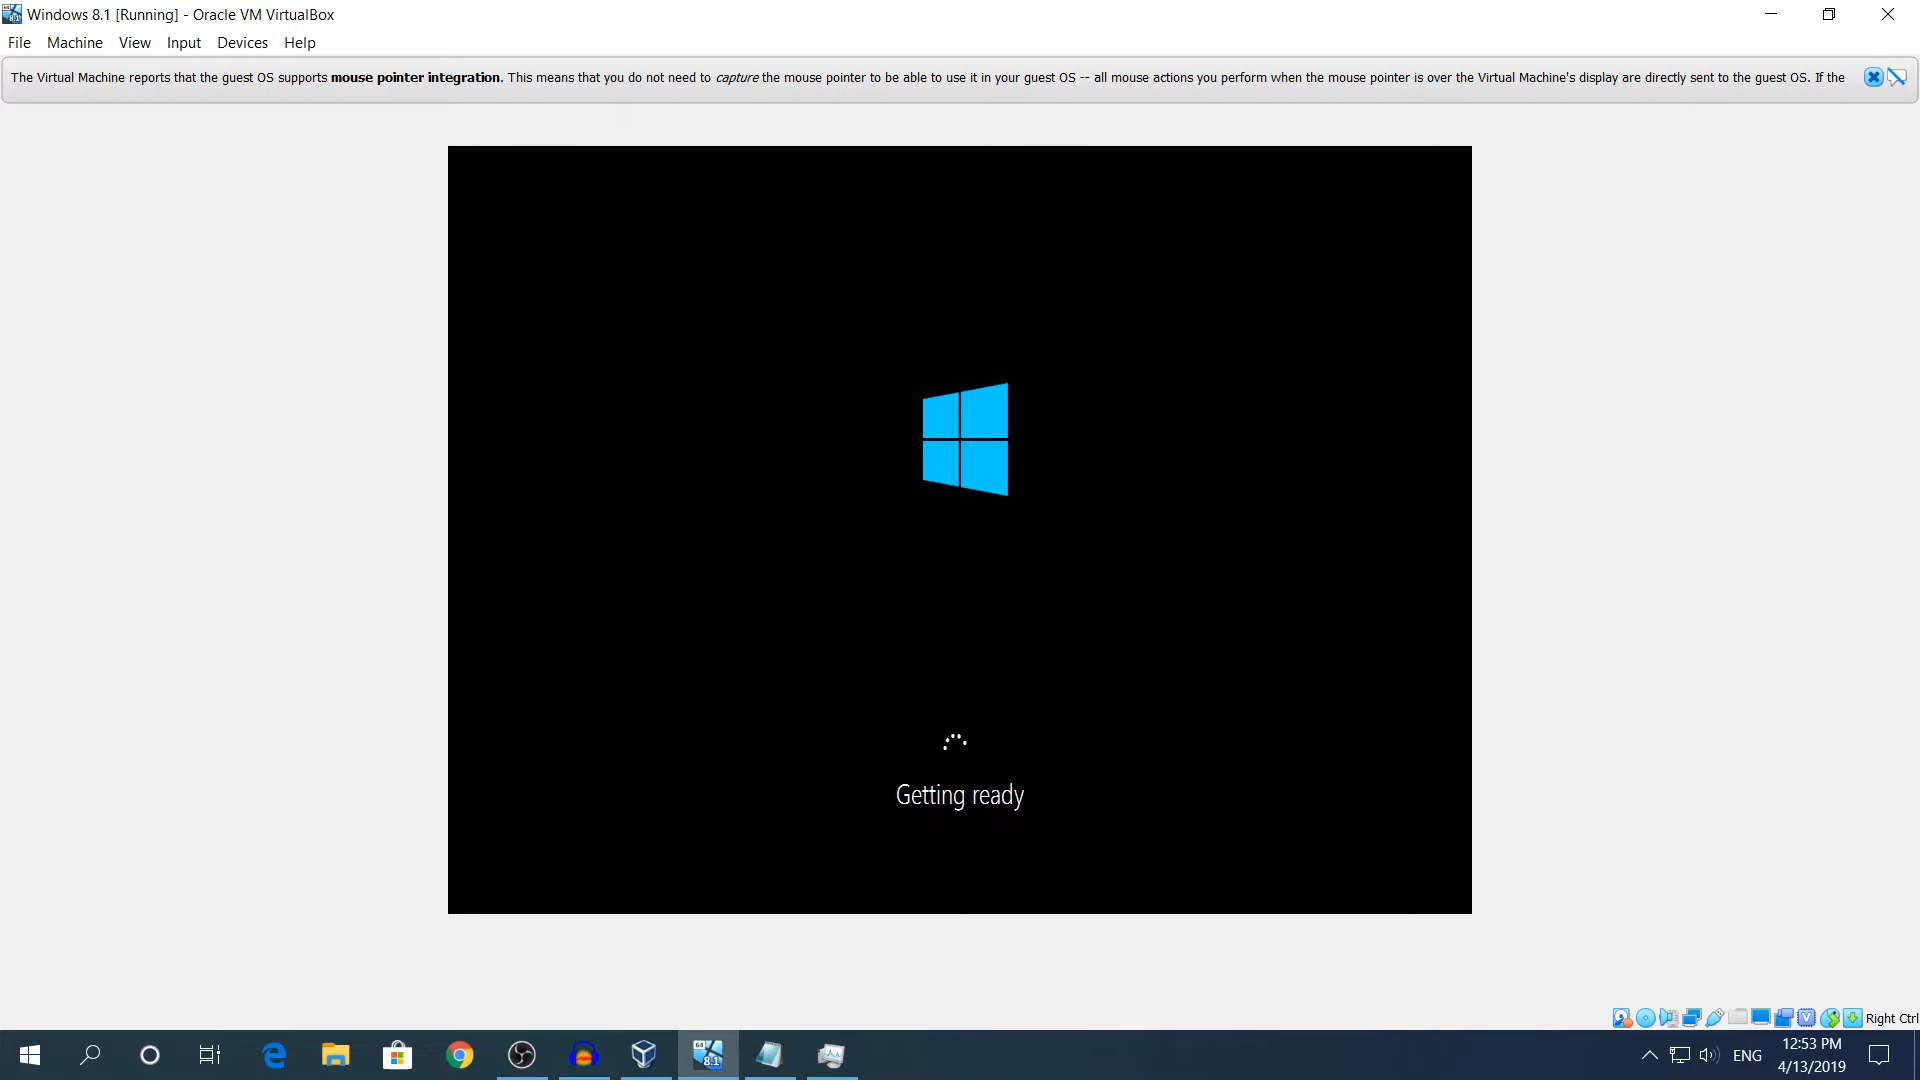 Windows 8.1 [Running] - Oracle VM VirtualBox
File Machine View Input Devices Help
The Virtual Machine reports that the guest OS supports mouse pointer integration. This means that you do not need to capture the mouse pointer to be able to use it in your guest OS -- all mouse actions you perform when the mouse pointer is over the Virtual Machine's display are directly sent to the guest OS. If the
Getting ready
Right Ctrl
64
8.1
ENG
12:53 PM
4/13/2019